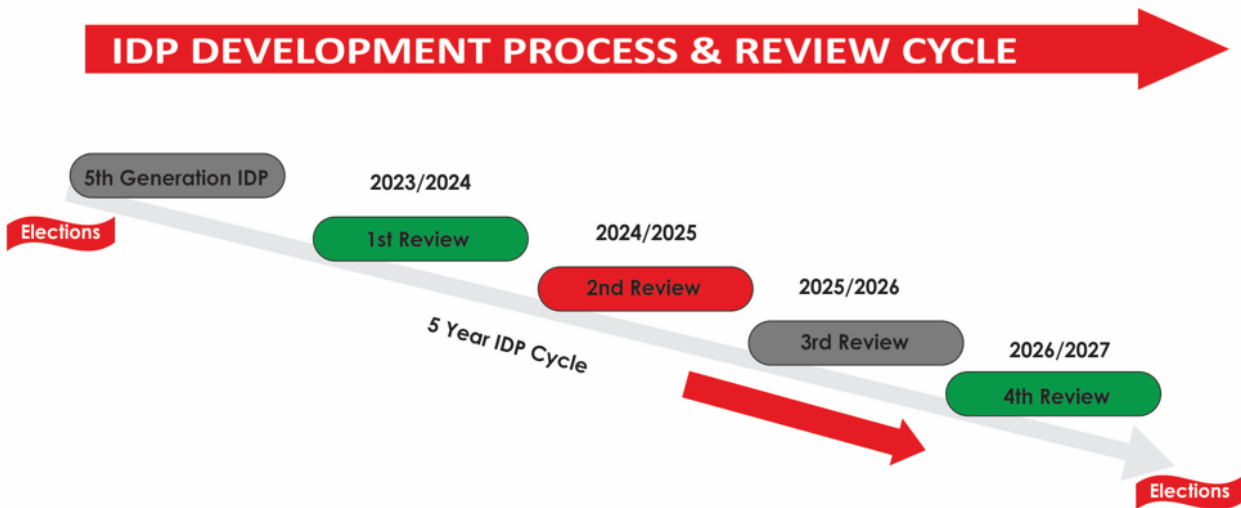 IDP DEVELOPMENT PROCESS & REVIEW CYCLE
5th Generation IDP
Elections
2023/2024
1st Review
2024/2025
2nd Review
5 Year IDP Cycle
2025/2026
3rd Review
2026/2027
4th Review
Elections